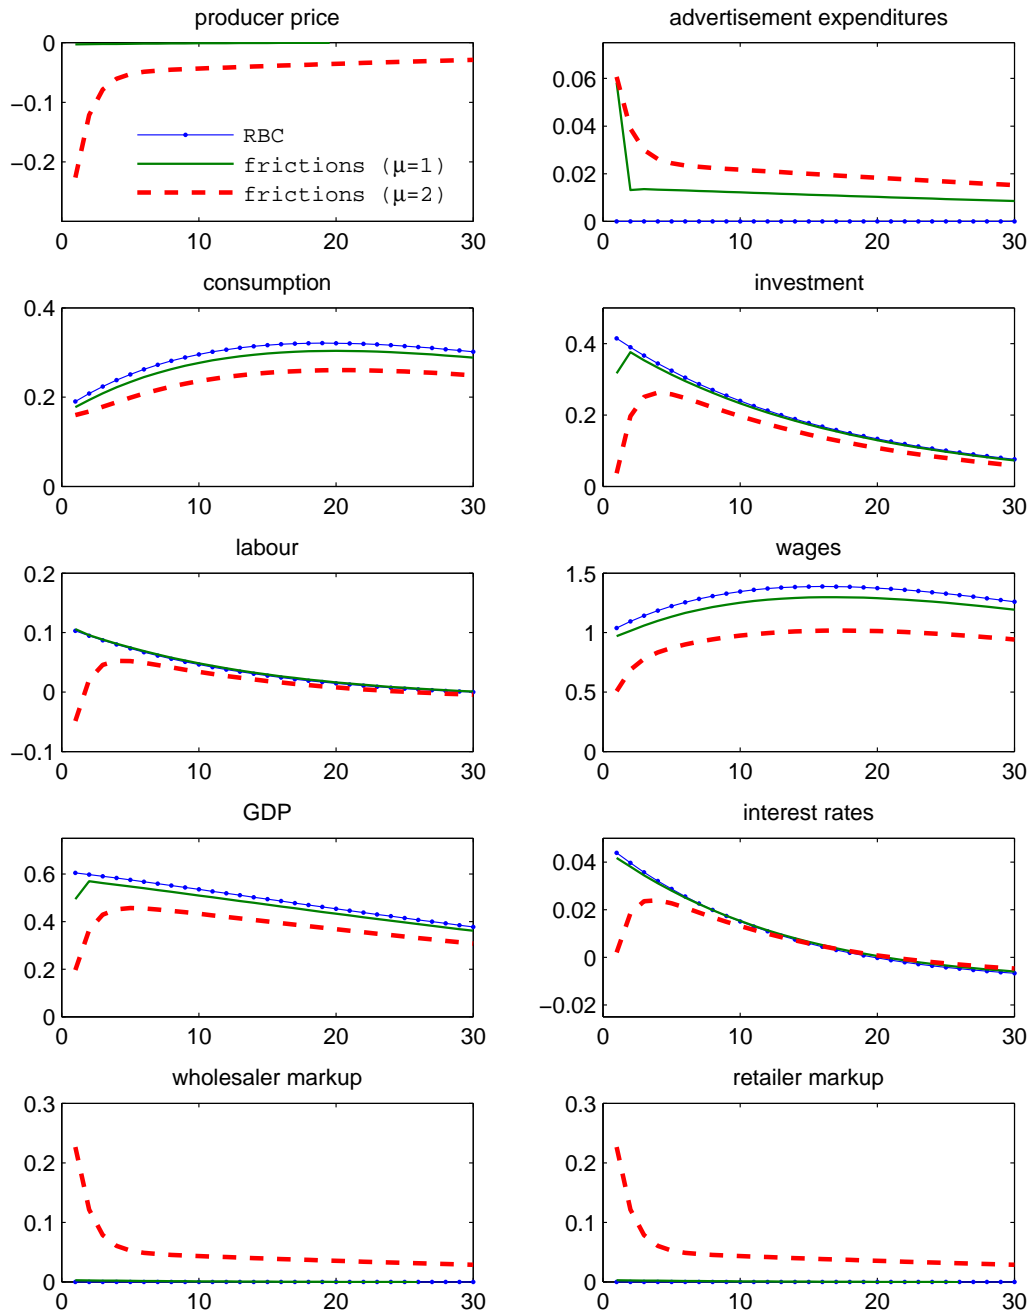 producer price
0
−0.1
−0.2
0 10 20 30
RBC
frictions (μ=1)
frictions (μ=2)
advertisement expenditures
0.06
0.04
0.02
0
0 10 20 30
consumption
0.4
0.2
0
0 10 20 30
investment
0.4
0.2
0
0 10 20 30
labour
0.2
0.1
0
−0.1
0 10 20 30
wages
1.5
1
0.5
0
0 10 20 30
GDP
0.6
0.4
0.2
0
0 10 20 30
interest rates
0.04
0.02
0
−0.02
0 10 20 30
wholesaler markup
0.3
0.2
0.1
0
0 10 20 30
retailer markup
0.3
0.2
0.1
0
0 10 20 30